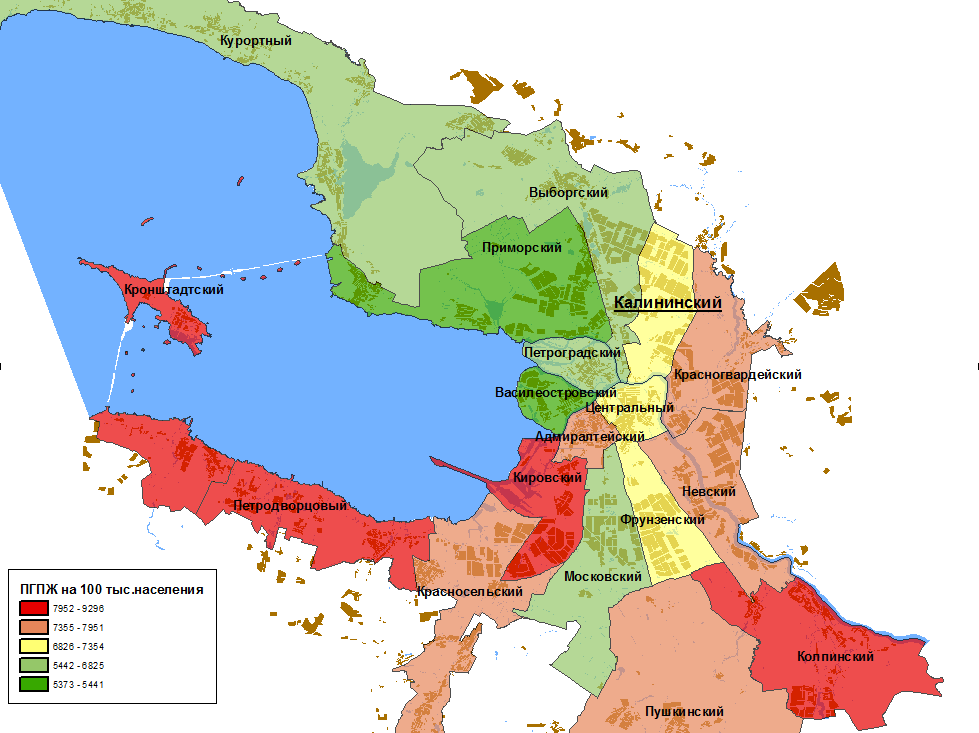 Курортный
Выборгский
Приморский
Кронштадтский
Калининский
Петроградский
Красногвардейский
Василеостровский
Центральный
Адмиралтейский
Кировский
Невский
Петродворцовый
Фрунзенский
Московский
Красносельский
Колпинский
Пушкинский
ПГПЖ на 100 тыс.населения
7952 - 9296
7355 - 7951
6826 - 7354
5442 - 6825
5373 - 5441